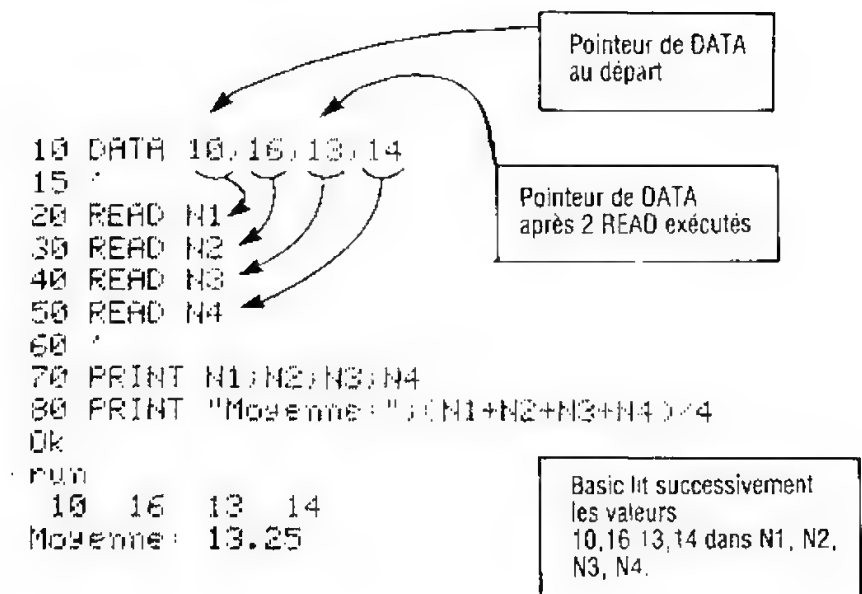 Pointeur de DATA
au départ
10 DATA 10,16,13,14
15 '
20 READ N1
30 READ N2
40 READ N3
50 READ N4
60 '
70 PRINT N1;N2;N3;N4
80 PRINT "Moyenne:";(N1+N2+N3+N4)/4
Ok
run
10 16 13 14
Moyenne: 13.25
Pointeur de DATA
après 2 READ exécutés
Basic lit successivement
les valeurs
10,16 13,14 dans N1, N2,
N3, N4.